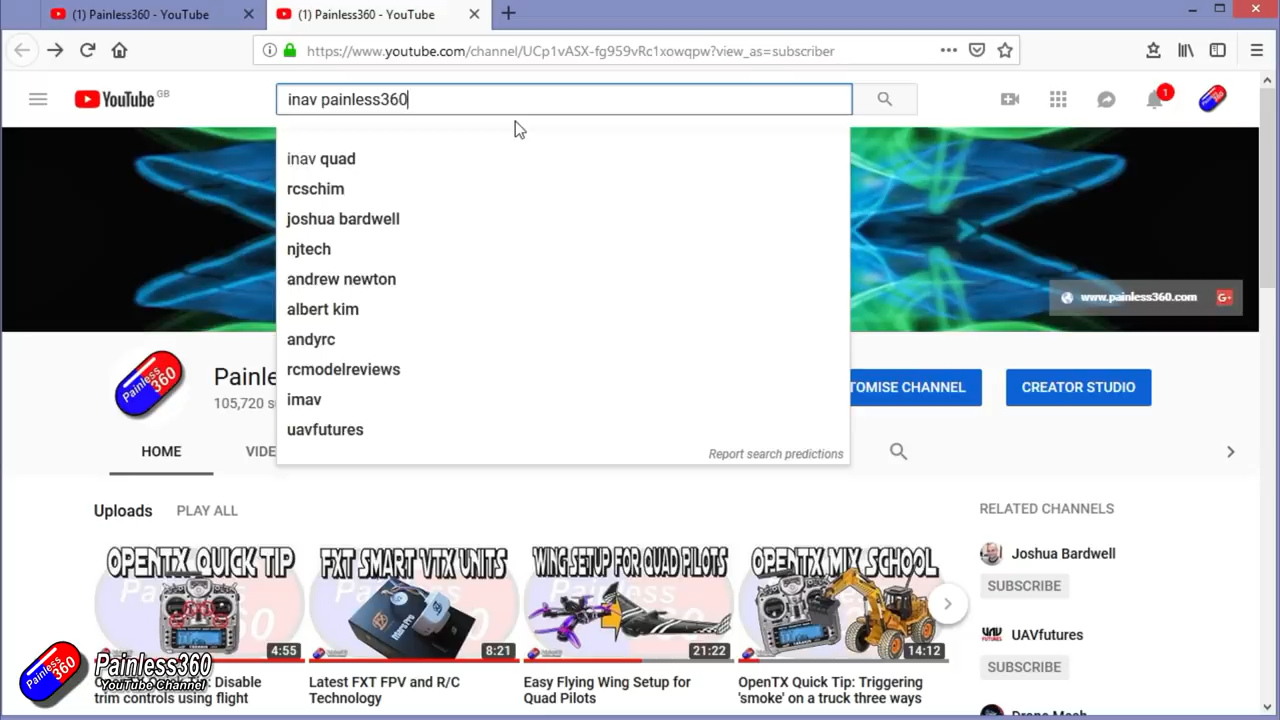 (1) Painless360 - YouTube
(1) Painless360 - YouTube
https://www.youtube.com/channel/UCp1vASX-fg959vRc1xowqpw?view_as=subscriber
YouTube GB
inav painless360
1
inav quad
rcschim
joshua bardwell
njtech
andrew newton
albert kim
andyrc
rcmodelreviews
imav
uavfutures
Report search predictions
www.painless360.com G+
Painless360
Painle
105,720 s
TOMISE CHANNEL
CREATOR STUDIO
HOME
VIDE
Uploads PLAY ALL
RELATED CHANNELS
OPENTX QUICK TIP
FXT SMART VTX UNITS
WING SETUP FOR QUAD PILOTS
OPENTX MIX SCHOOL
4:55
8:21
21:22
14:12
Disable
trim controls using flight
Latest FXT FPV and R/C
Technology
Easy Flying Wing Setup for
Quad Pilots
OpenTX Quick Tip: Triggering
'smoke' on a truck three ways
Joshua Bardwell
SUBSCRIBE
UAV FUTURES
UAVfutures
SUBSCRIBE
Painless360
Painless360
YouTube Channel